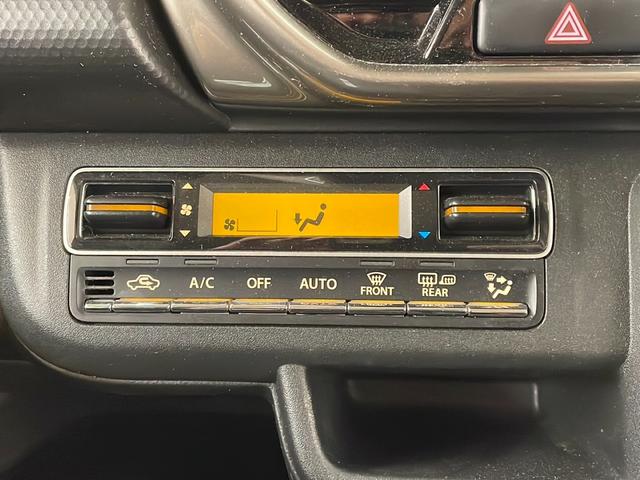 A/C OFF AUTO FRONT REAR